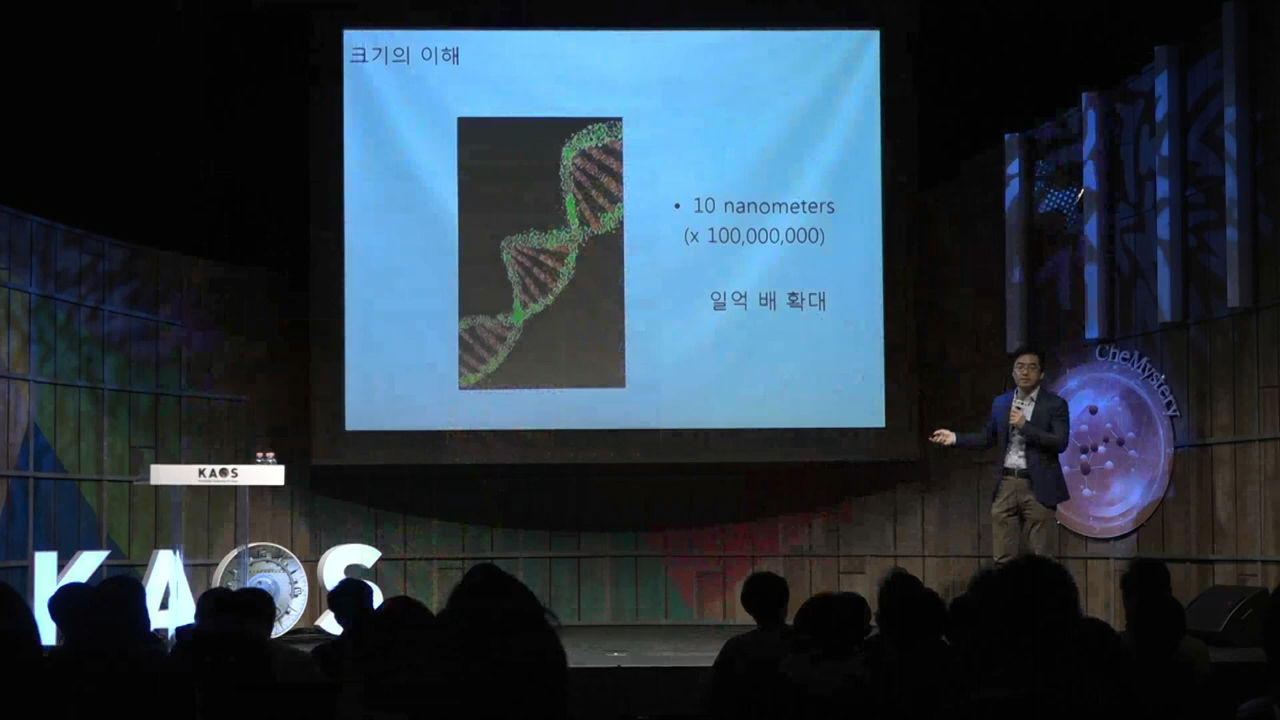 크기의 이해
• 10 nanometers
(x 100,000,000)
일억 배 확대
CheMystery
KAOS
KAOS